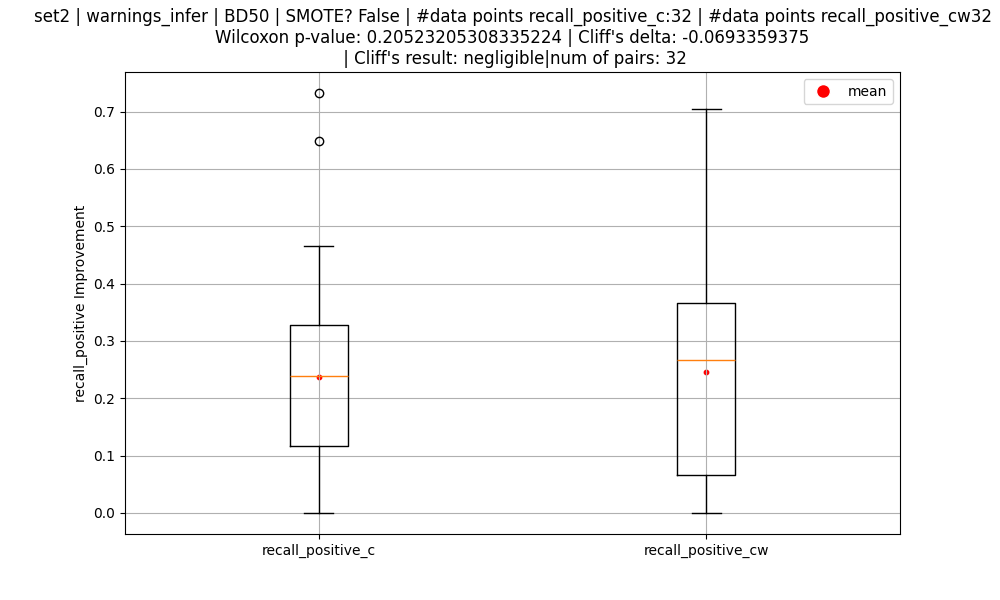 set2 | warnings_infer | BD50 | SMOTE? False | #data points recall_positive_c:32 | #data points recall_positive_cw32
Wilcoxon p-value: 0.20523205308335224 | Cliff's delta: -0.0693359375
| Cliff's result: negligible|num of pairs: 32
mean
0.7
0.6
0.5
0.4
0.3
0.2
0.1
0.0
recall_positive Improvement
recall_positive_c
recall_positive_cw